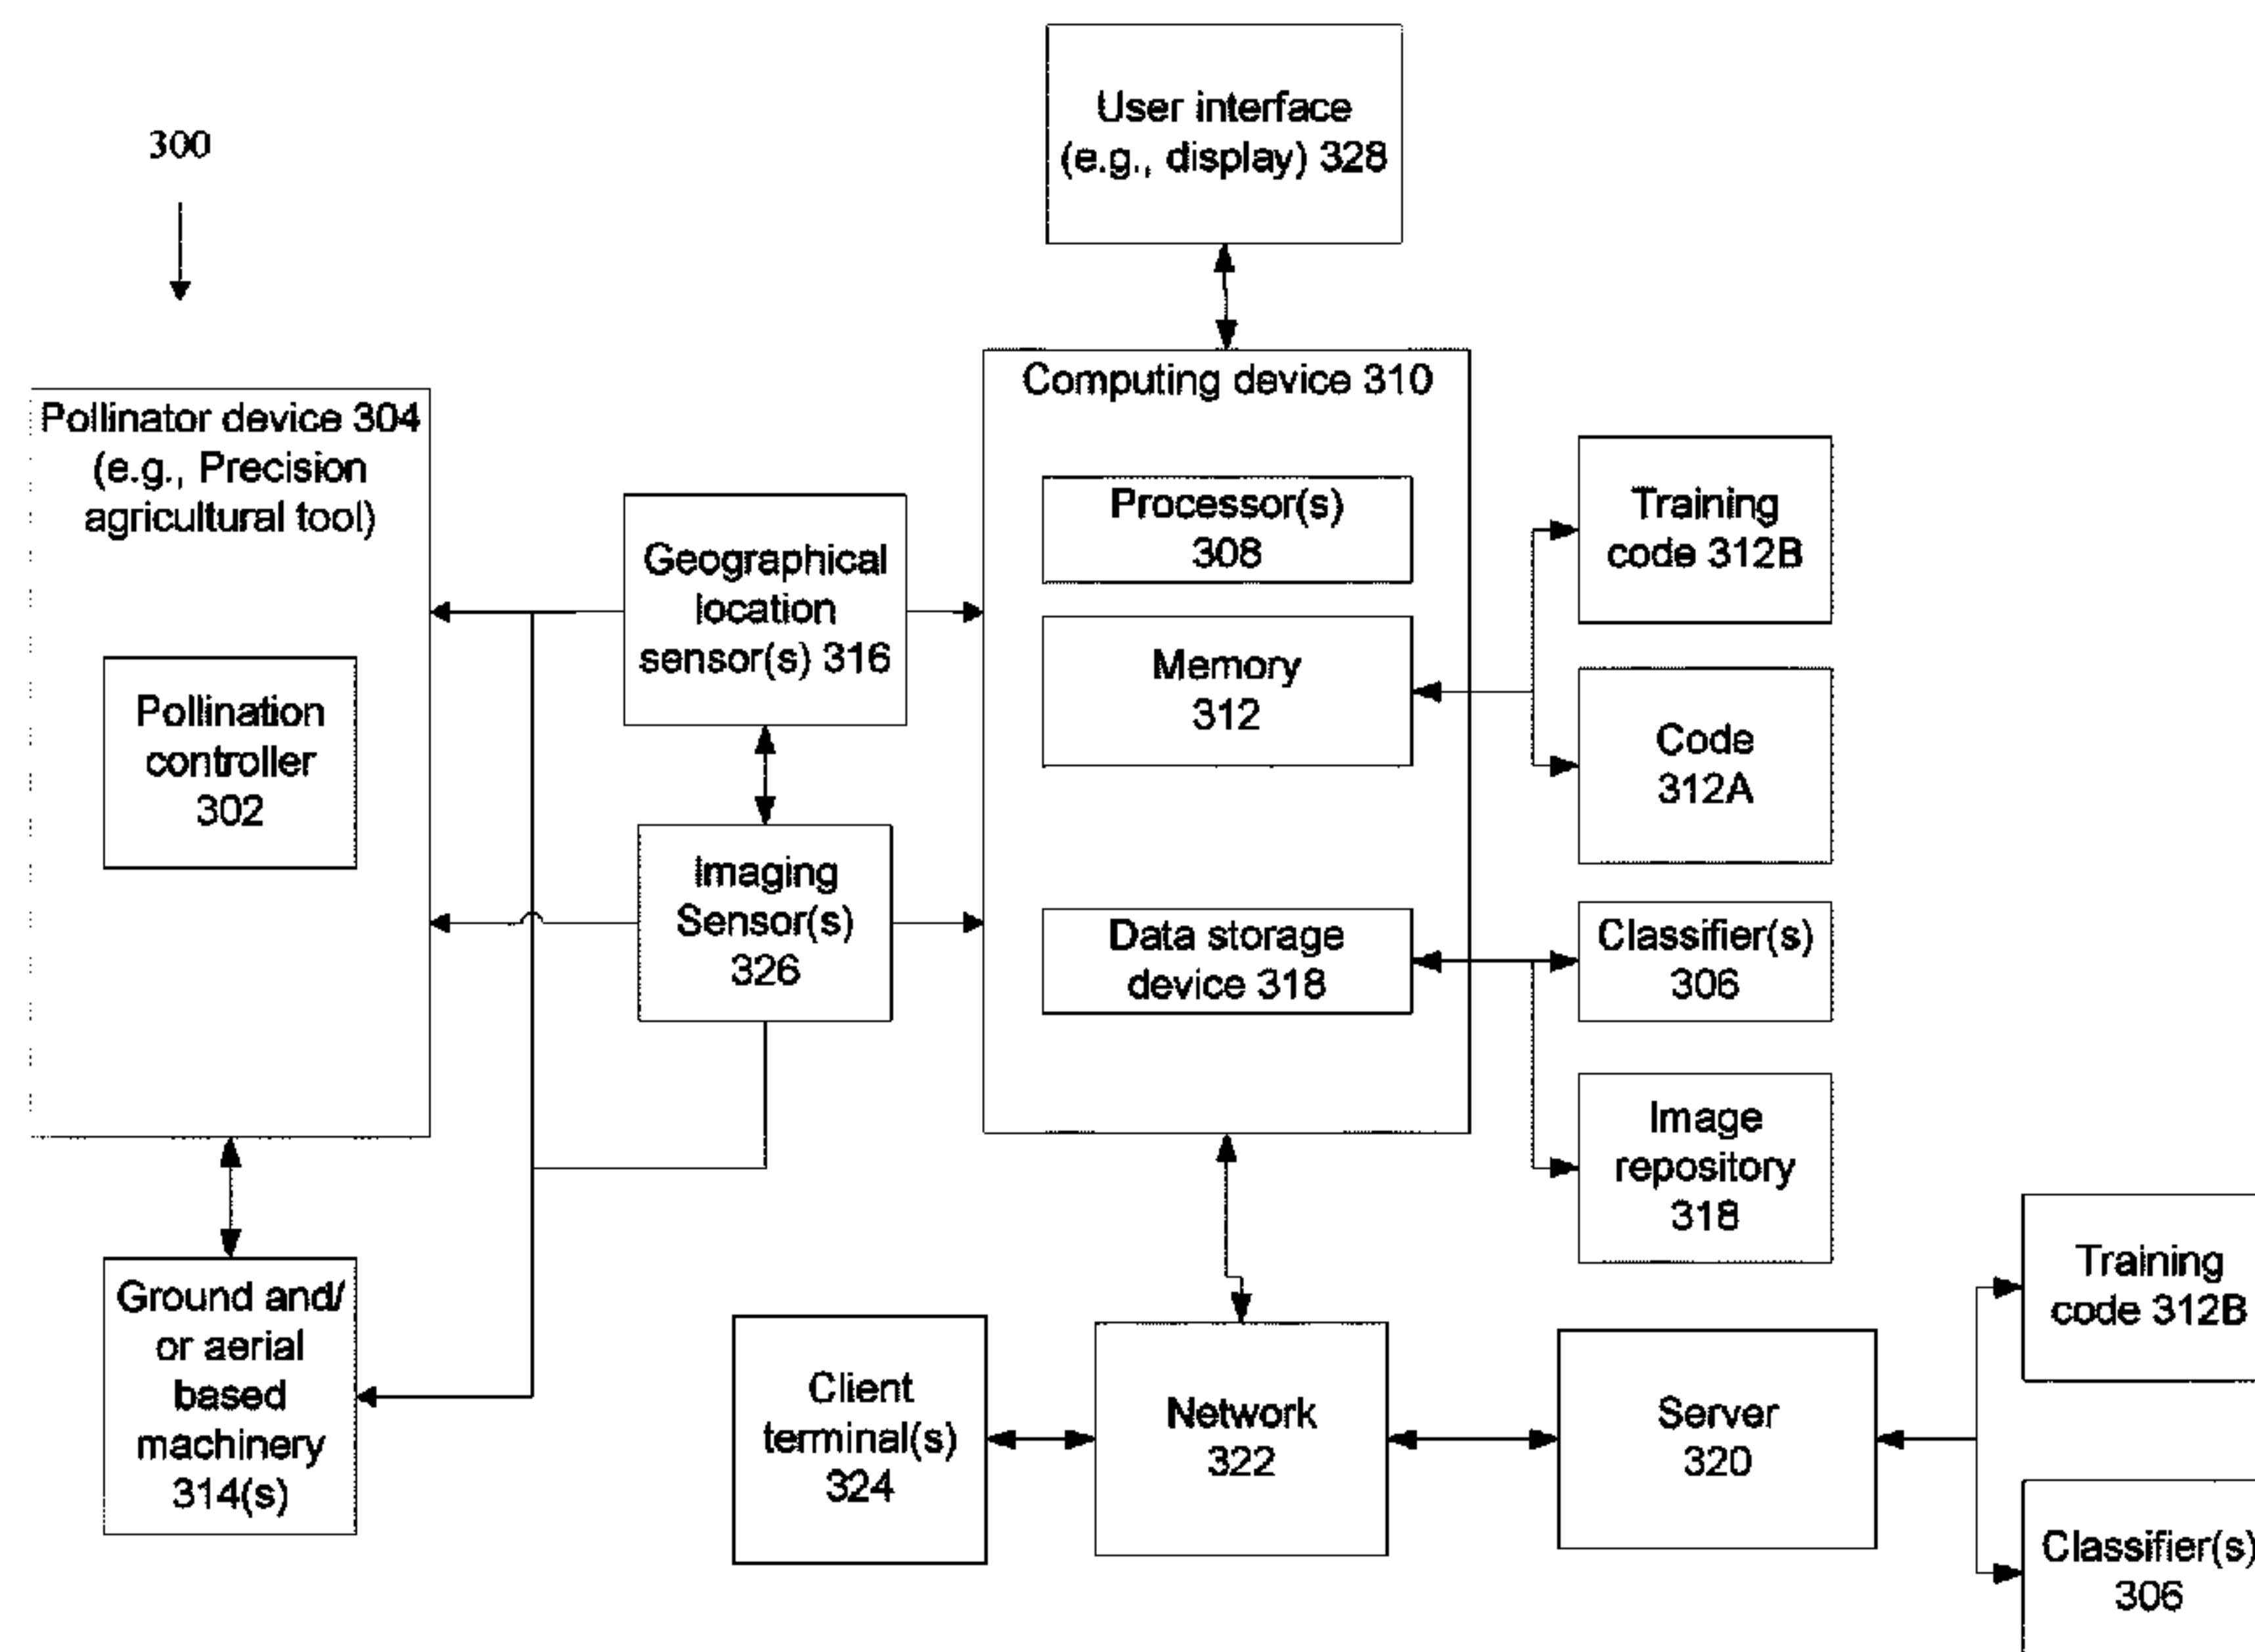 300
User interface
(e.g., display) 328
Pollinator device 304
(e.g., Precision
agricultural tool)
Pollination
controller
302
Geographical
location
sensor(s) 316
Imaging
Sensor(s)
326
Computing device 310
Processor(s)
308
Memory
312
Data storage
device 318
Training
code 312B
Code
312A
Classifier(s)
306
Image
repository
318
Ground and/
or aerial
based
machinery
314(s)
Client
terminal(s)
324
Network
322
Server
320
Training
code 312B
Classifier(s)
306